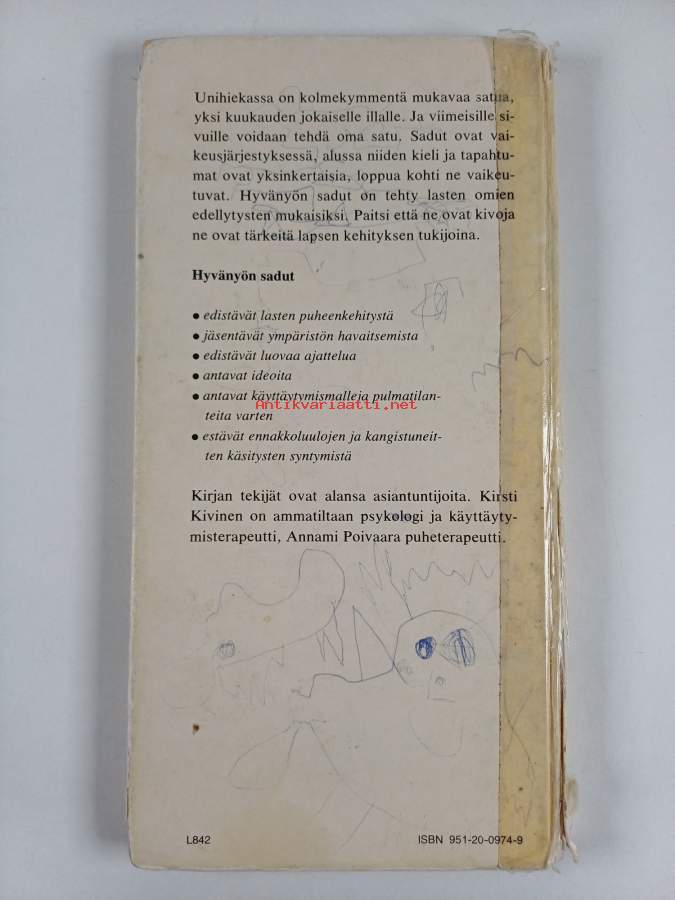 Unihiekassa on kolmekymmentä mukavaa satua,
yksi kuukauden jokaiselle illalle. Ja viimeisille si-
vuille voidaan tehdä oma satu. Sadut ovat vai-
keusjärjestyksessä, alussa niiden kieli ja tapahtu-
mat ovat yksinkertaisia, loppua kohti ne vaikeu-
tuvat. Hyvänyön sadut on tehty lasten omien
edellytysten mukaisiksi. Paitsi että ne ovat kivoja
ne ovat tärkeitä lapsen kehityksen tukijoina.
Hyvänyön sadut
● edistävät lasten puheenkehitystä
● jäsentävät ympäristön havaitsemista
● edistävät luovaa ajattelua
● antavat ideoita
● antavat käyttäytymismalleja pulmatilan-
Antikvariaatti.net
teita varten
● estävät ennakkoluulojen ja kangistuneit-
ten käsitysten syntymistä
Kirjan tekijät ovat alansa asiantuntijoita. Kirsti
Kivinen on ammatiltaan psykologi ja käyttäyty-
misterapeutti, Annami Poivaara puheterapeutti.
L842 ISBN 951-20-0974-9